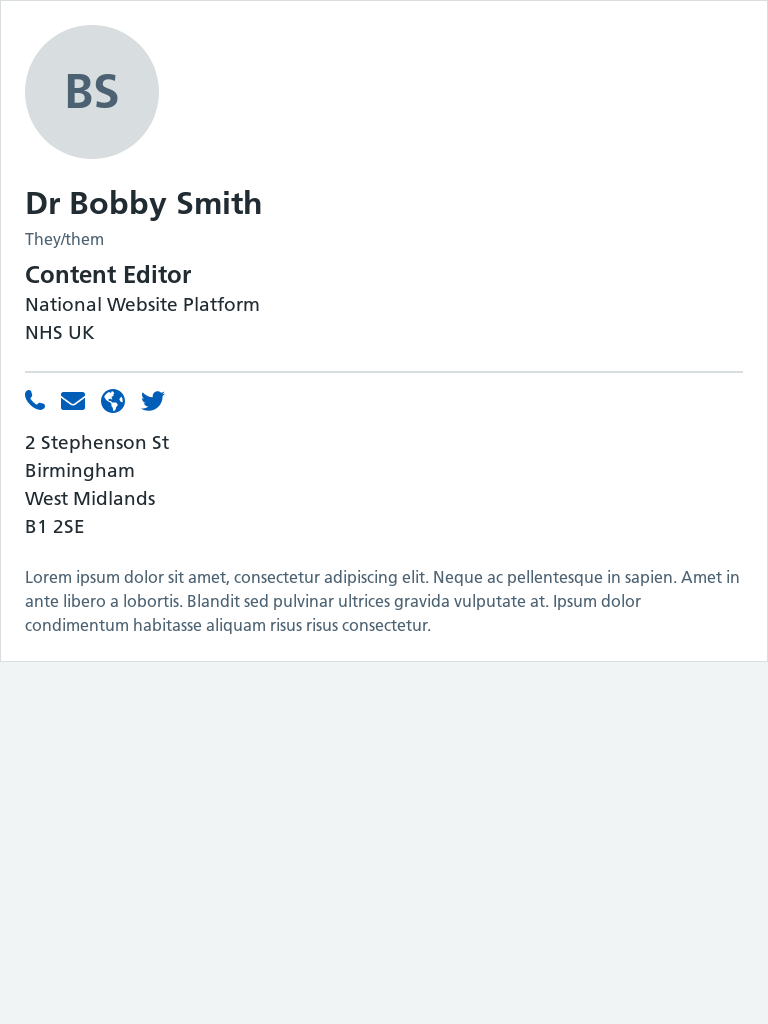 BS
Dr Bobby Smith
They/them
Content Editor
National Website Platform
NHS UK
2 Stephenson St
Birmingham
West Midlands
B1 2SE
Lorem ipsum dolor sit amet, consectetur adipiscing elit. Neque ac pellentesque in sapien. Amet in
ante libero a lobortis. Blandit sed pulvinar ultrices gravida vulputate at. Ipsum dolor
condimentum habitasse aliquam risus risus consectetur.